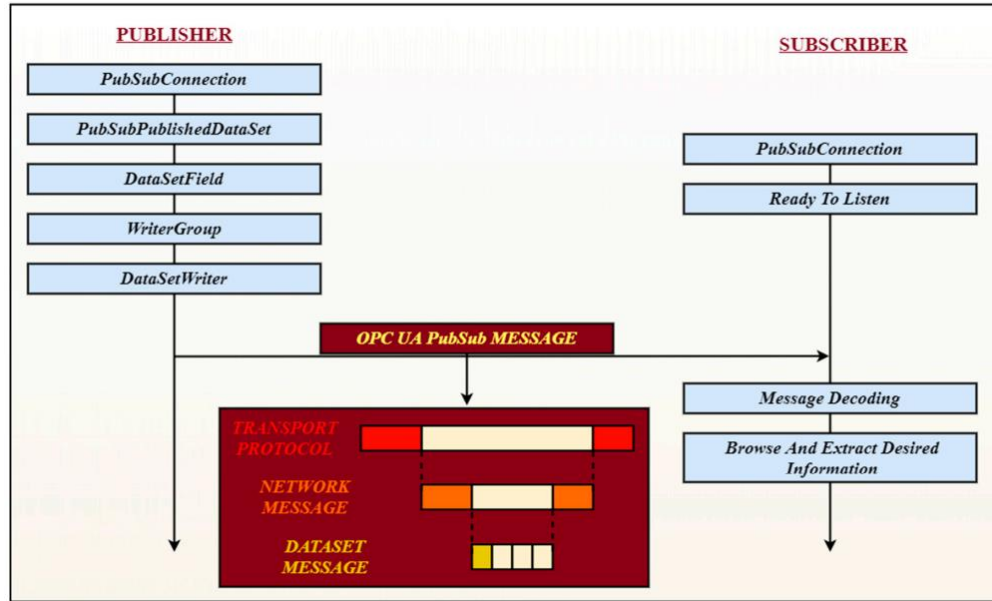 PUBLISHER
PubSubConnection
PubSubPublishedDataSet
DataSetField
WriterGroup
DataSetWriter
SUBSCRIBER
PubSubConnection
Ready To Listen
OPC UA PubSub MESSAGE
TRANSPORT
PROTOCOL
NETWORK
MESSAGE
DATASET
MESSAGE
Message Decoding
Browse And Extract Desired
Information